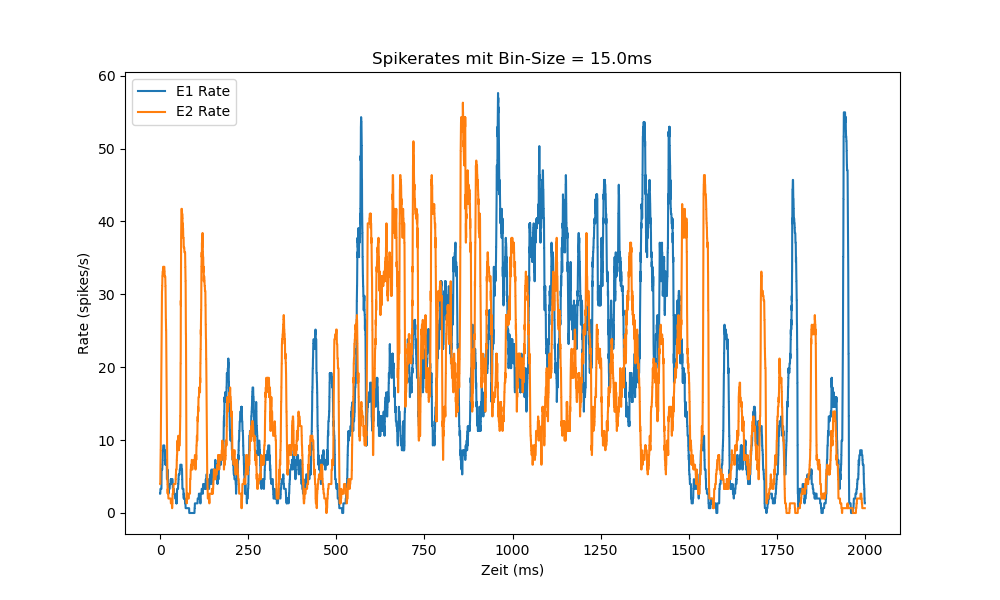 Spikerates mit Bin-Size = 15.0ms
E1 Rate
E2 Rate
60
50
40
30
20
10
0
Rate (spikes/s)
0 250 500 750 1000 1250 1500 1750 2000
Zeit (ms)